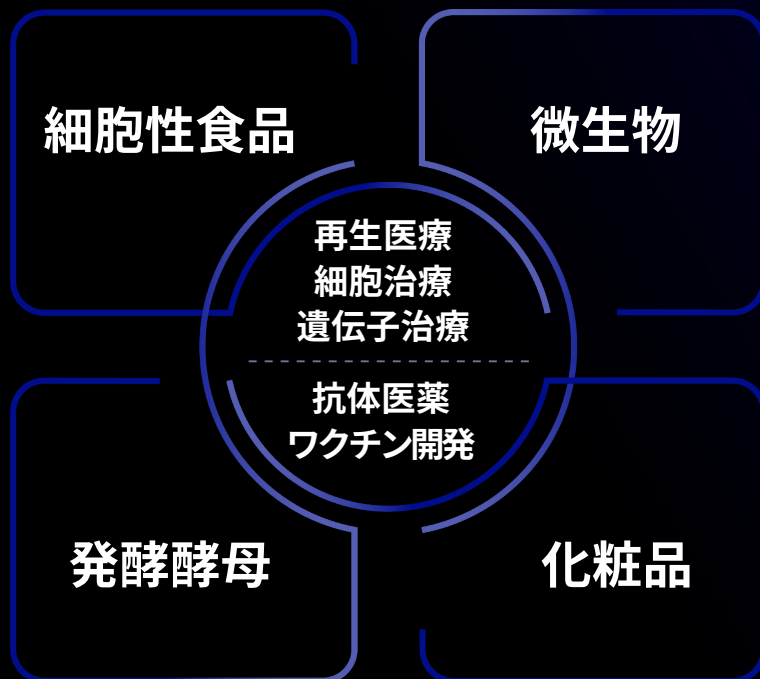 細胞性食品
微生物
再生医療
細胞治療
遺伝子治療
抗体医薬
ワクチン開発
発酵酵母
化粧品